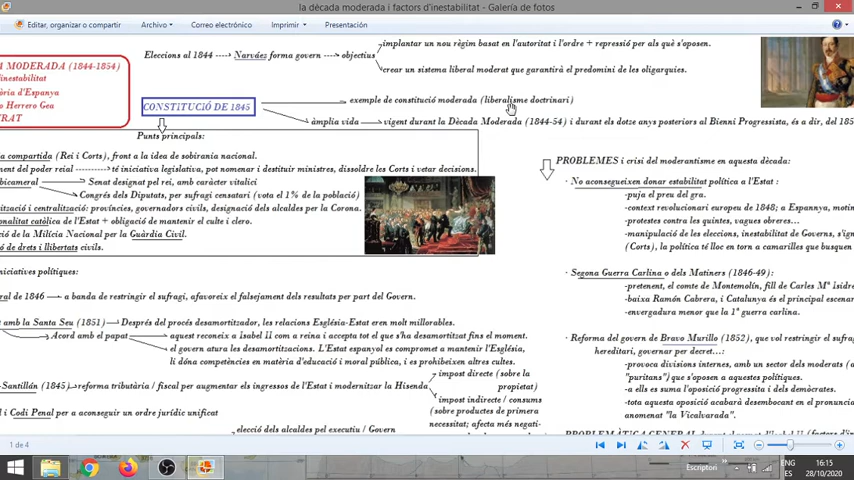 la década moderada i factors d'inestabilitat - Galería de fotos
Editar, organizar o compartir
Archivo
Correo electrónico
Imprimir
Presentación
A MODERADA (1844-1854)
d'inestabilitat
òria d'Espanya
o Herrero Gea
RAT
Eleccions al 1844 ----> Narváez forma govern ---> objectius
implantar un nou règim basat en l'autoritat i l'ordre + repressió per als què s'oposen.
crear un sistema liberal moderat que garantirà el predomini de les oligarquies.
CONSTITUCIÓ DE 1845
exemple de constitució moderada (liberalisme doctrinari)
àmplia vida
vigent durant la Dècada Moderada (1844-54) i durant els dotze anys posteriors al Bienni Progressista, és a dir, del 185
Punts principals:
ia compartida (Rei i Corts), front a la idea de sobirania nacional.
ment del poder reial ----------> té iniciativa legislativa, pot nomenar i destituir ministres, dissoldre les Corts i vetar decisions.
bicameral
Senat designat pel rei, amb caràcter vitalici
Congrés dels Diputats, per sufragi censatari (vota el 1% de la població)
tzació i centralització: províncies, governadors civils, designació dels alcaldes per la Corona.
onalitat catòlica de l'Estat + obligació de mantenir el culte i clero.
ció de la Milícia Nacional per la Guàrdia Civil.
ó de drets i llibertats civils.
iniciatives polítiques:
ral de 1846 → a banda de restringir el sufragi, afavoreix el falsejament dels resultats per part del Govern.
t amb la Santa Seu (1851) → Després del procés desamortitzador, les relacions Església-Estat eren molt millorables.
Acord amb el papat
aquest reconeix a Isabel II com a reina i accepta tot el que s'ha desamortitzat fins el moment.
el govern atura les desamortitzacions. L'Estat espanyol es compromet a mantenir l'Església,
li dóna competències en matèria d'educació i moral pública, i es prohibeixen altres cultes.
-Santillán (1845) → reforma tributària / fiscal per augmentar els ingressos de l'Estat i modernitzar la Hisenda
impost directe (sobre la
propietat)
impost indirecte / consums
(sobre productes de primera
necessitat; afecta més negati-
l i Codi Penal per a aconseguir un ordre jurídic unificat
elecció dels alcaldes pel executiu / Govern
PROBLEMES i crisi del moderantisme en aquesta dècada:
· No aconsegueixen donar estabilitat política a l'Estat :
-puja el preu del gra.
-context revolucionari europeu de 1848; a Espanya, motin
-protestes contra les quintes, vagues obreres...
-manipulació de les eleccions, inestabilitat de Governs, s'ign
(Corts), la política té lloc en torn a camarilles que busquen
· Segona Guerra Carlina o dels Matiners (1846-49):
-pretenent, el comte de Montemolín, fill de Carles Mª Isidre
-baixa Ramón Cabrera, i Catalunya és el principal escenar
-envergadura menor que la 1ª guerra carlina.
· Reforma del govern de Bravo Murillo (1852), que vol restringir el sufrag
hereditari, governar per decret...:
-provoca divisions internes, amb un sector dels moderats (a
"puritans") que s'oposen a aquestes polítiques.
-a ells es suma el oposició progressista i dels demòcrates.
-tota aquesta oposició acabarà desembocant en el pronuncia
anomenat "la Vicalvarada".
1 de 4
Escriptori
ENG
ES
16:15
28/10/2020